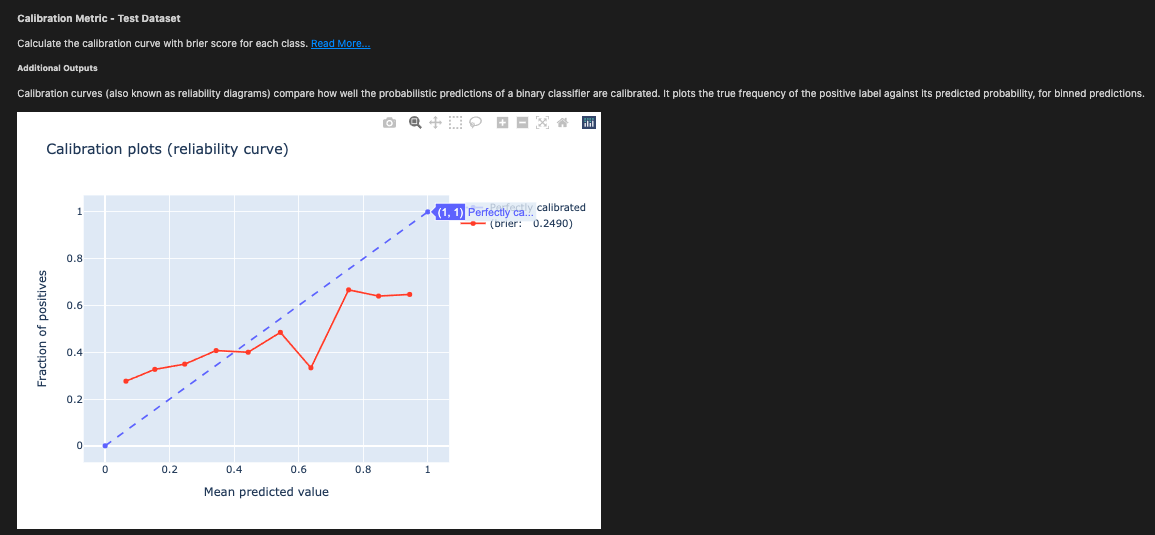 Calibration Metric - Test Dataset
Calculate the calibration curve with brier score for each class. Read More...
Additional Outputs
Calibration curves (also known as reliability diagrams) compare how well the probabilistic predictions of a binary classifier are calibrated. It plots the true frequency of the positive label against its predicted probability, for binned predictions.
Calibration plots (reliability curve)
Perfectly calibrated
(1, 1) Perfectly ca...
(brier: 0.2490)
1
0.8
0.6
0.4
0.2
0
Fraction of positives
0 0.2 0.4 0.6 0.8 1
Mean predicted value